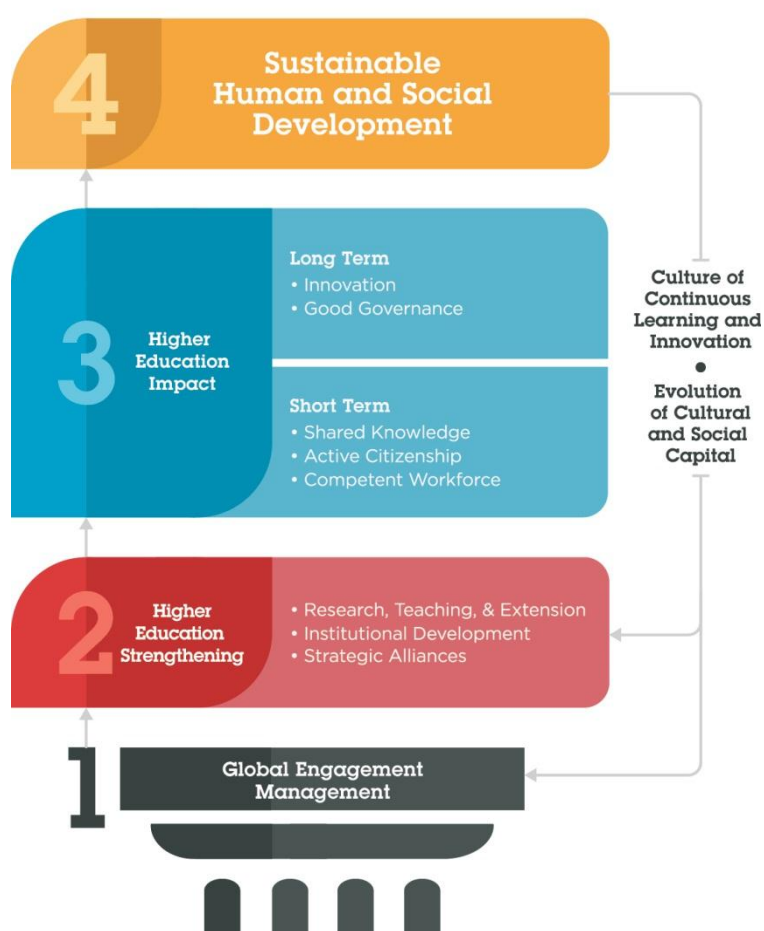 4
Sustainable
Human and Social
Development
3
Higher
Education
Impact
Long Term
• Innovation
• Good Governance
Short Term
• Shared Knowledge
• Active Citizenship
• Competent Workforce
Culture of
Continuous
Learning and
Innovation
•
Evolution
of Cultural
and Social
Capital
2
Higher
Education
Strengthening
• Research, Teaching, & Extension
• Institutional Development
• Strategic Alliances
1
Global Engagement
Management